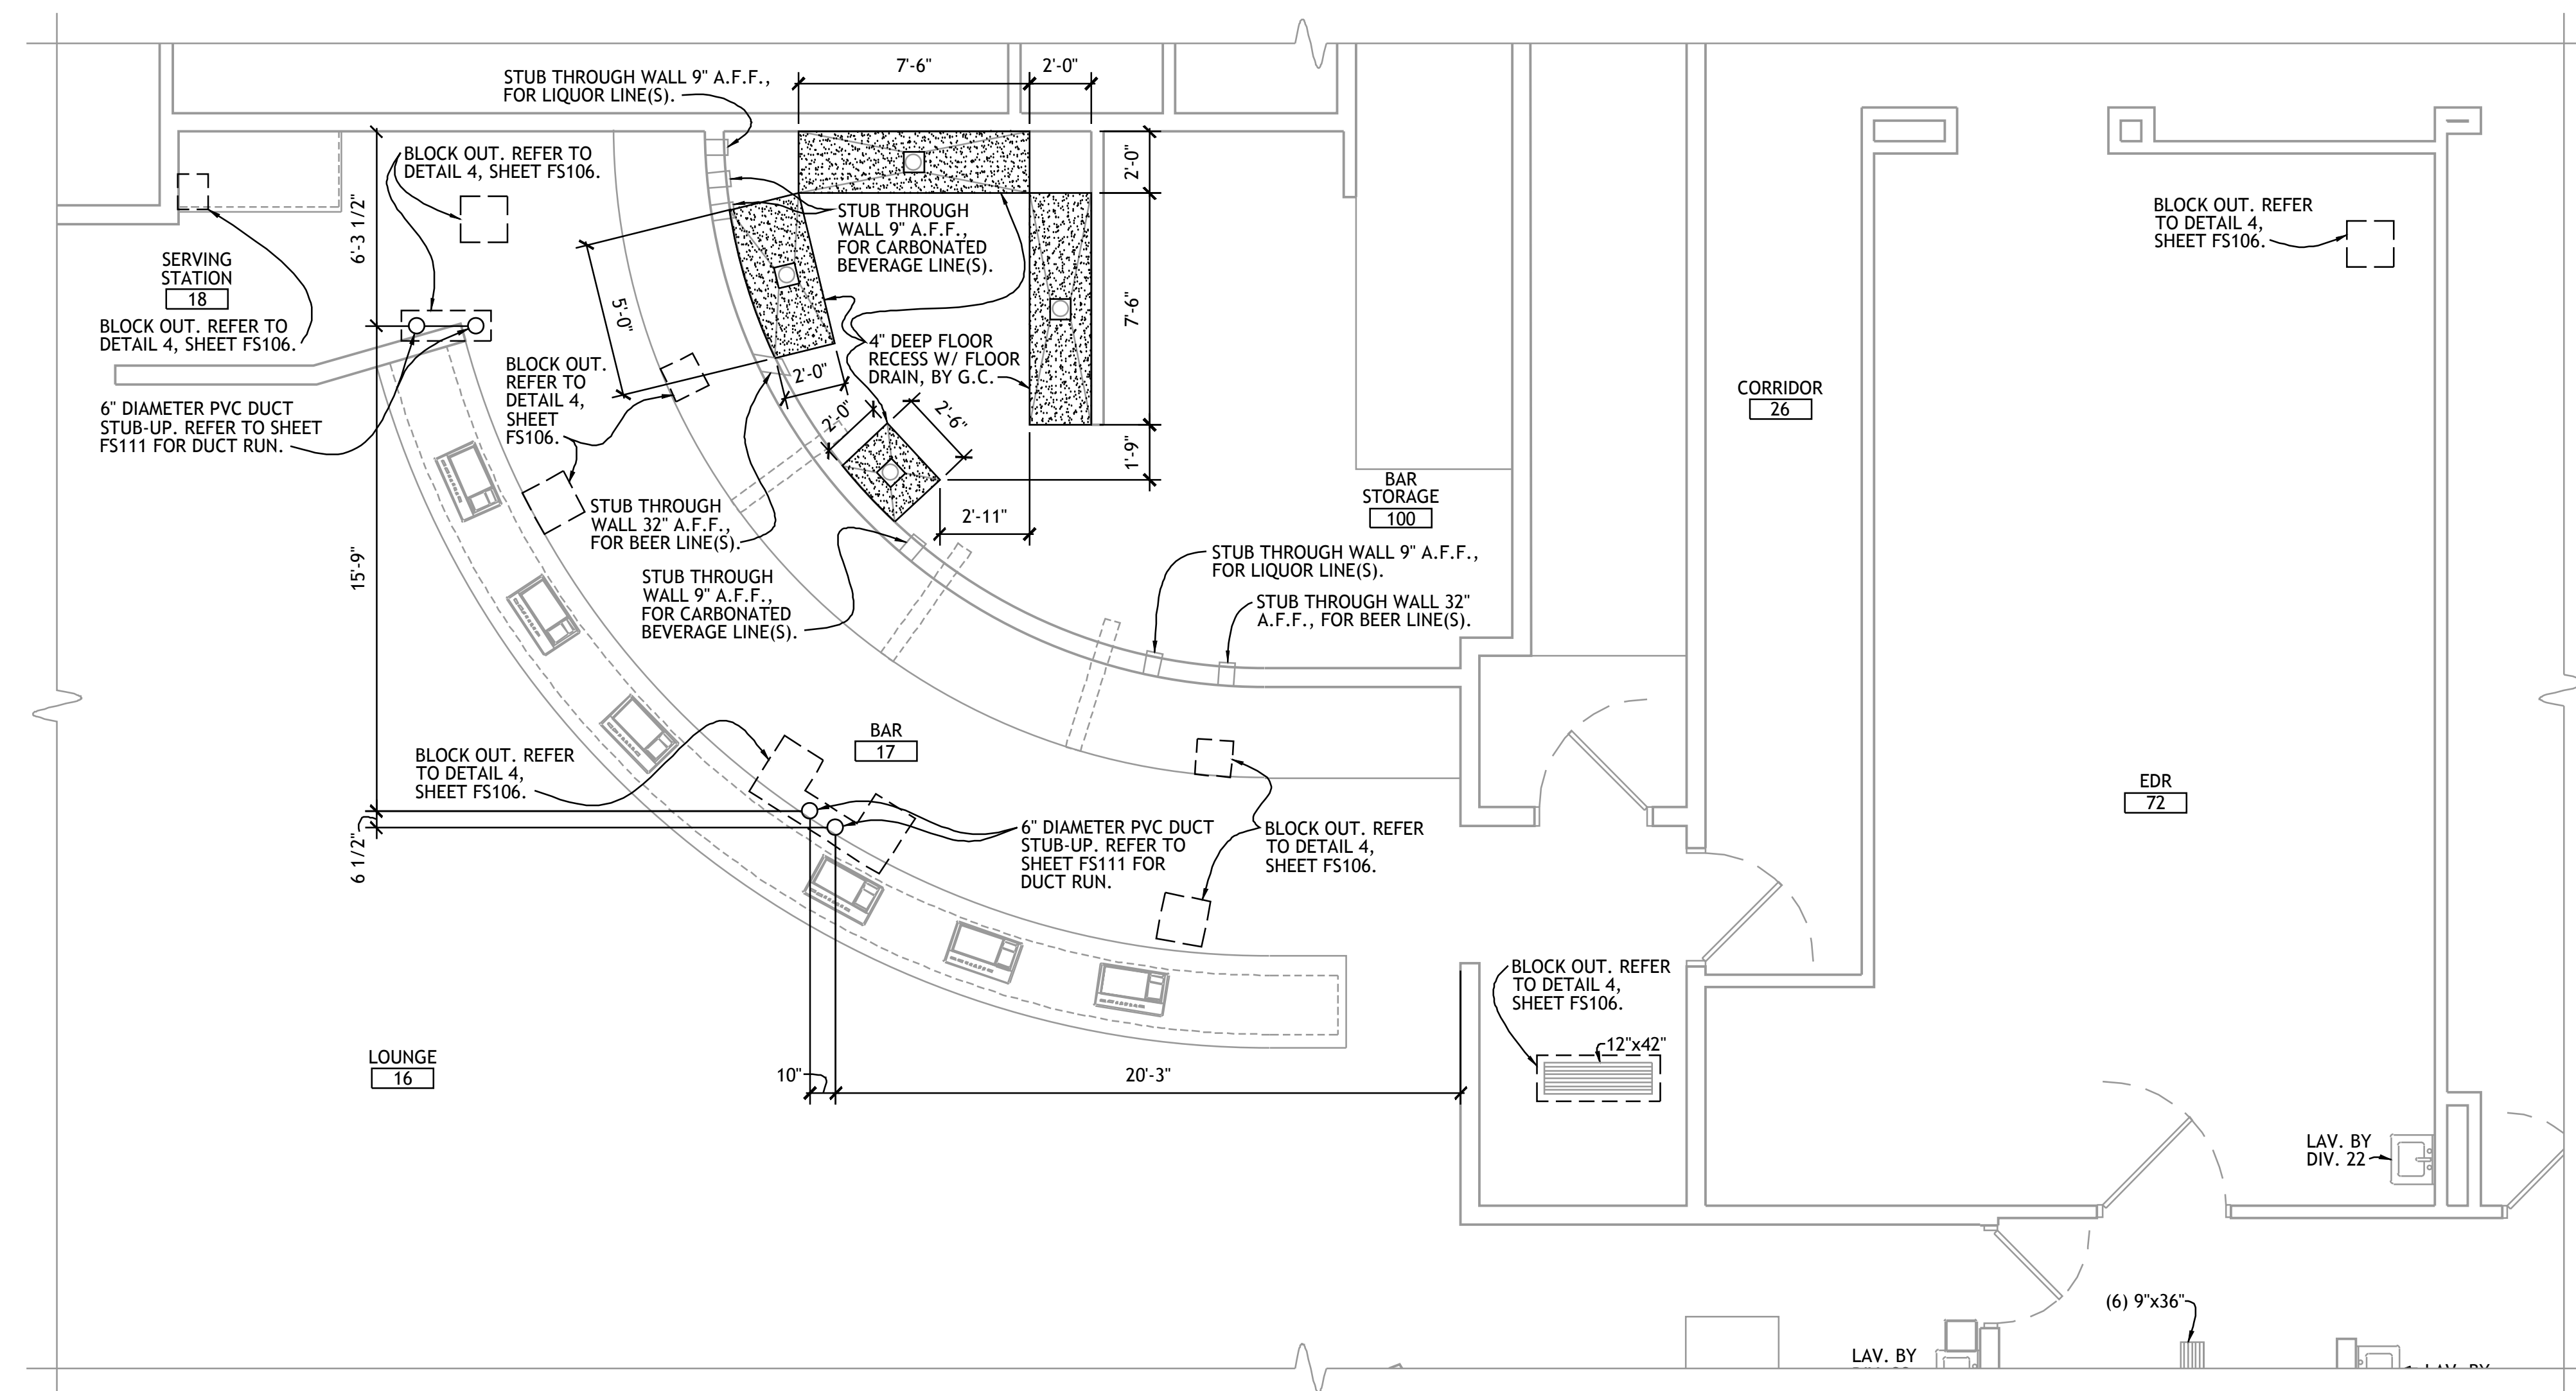 7'-6"
2'-0"
STUB THROUGH WALL 9" A.F.F.,
FOR LIQUOR LINE(S).
BLOCK OUT. REFER TO
DETAIL 4, SHEET FS106.
6'-3 1/2"
2'-0"
STUB THROUGH
WALL 9" A.F.F.,
FOR CARBONATED
BEVERAGE LINE(S).
BLOCK OUT. REFER
TO DETAIL 4,
SHEET FS106.
SERVING
STATION
18
BLOCK OUT. REFER TO
DETAIL 4, SHEET FS106.
5'-0"
7'-6"
4" DEEP FLOOR
RECESS W/ FLOOR
DRAIN, BY G.C.
BLOCK OUT.
REFER TO
DETAIL 4,
SHEET
FS106.
2'-0"
2'-0"
2'-6"
CORRIDOR
26
6" DIAMETER PVC DUCT
STUB-UP. REFER TO SHEET
FS111 FOR DUCT RUN.
1'-9"
BAR
STORAGE
100
STUB THROUGH
WALL 32" A.F.F.,
FOR BEER LINE(S).
2'-11"
15'-9"
STUB THROUGH WALL 9" A.F.F.,
FOR LIQUOR LINE(S).
STUB THROUGH
WALL 9" A.F.F.,
FOR CARBONATED
BEVERAGE LINE(S).
STUB THROUGH WALL 32"
A.F.F., FOR BEER LINE(S).
BAR
17
BLOCK OUT. REFER
TO DETAIL 4,
SHEET FS106.
EDR
72
6 1/2"
6" DIAMETER PVC DUCT
STUB-UP. REFER TO
SHEET FS111 FOR
DUCT RUN.
BLOCK OUT. REFER
TO DETAIL 4,
SHEET FS106.
BLOCK OUT. REFER
TO DETAIL 4,
SHEET FS106.
12"x42"
LOUNGE
16
10"
20'-3"
LAV. BY
DIV. 22
(6) 9"x36"
LAV. BY
LAV. BY